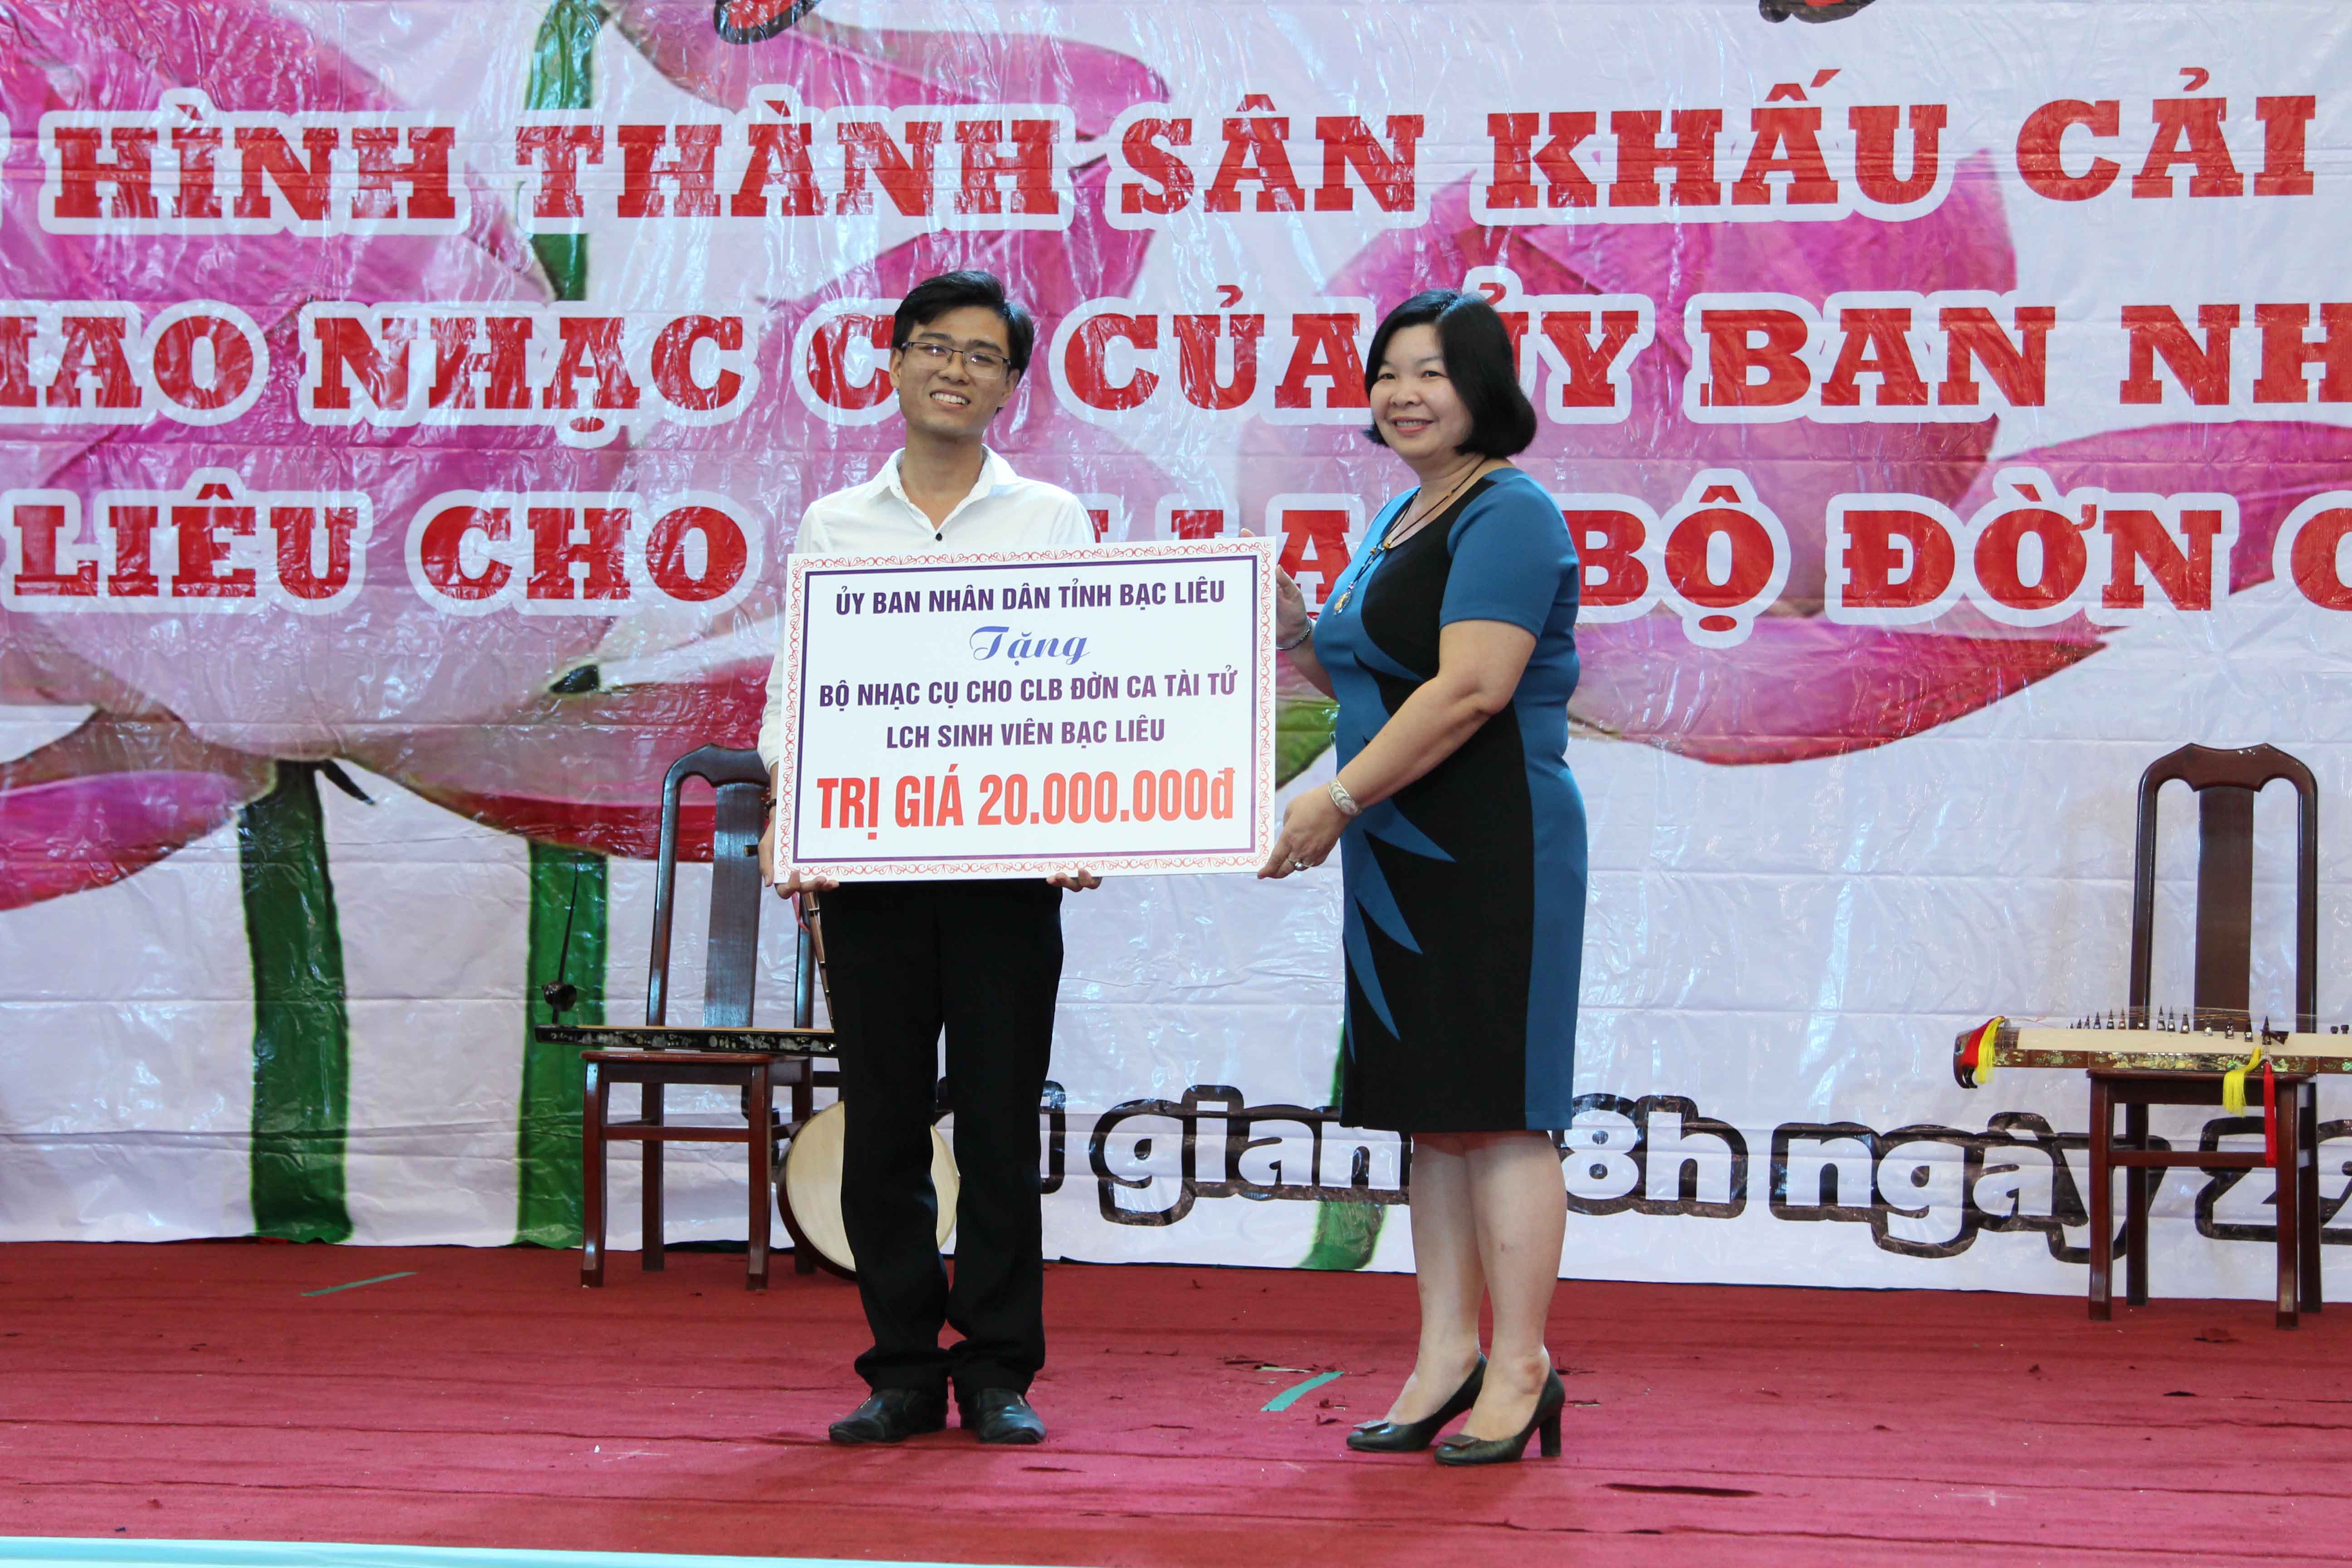 HÌNH THÀNH SÂN KHẤU CẢI
NHẠC CỦA ỦY BAN
LIÊU CHO BỘ ĐỜN
ỦY BAN NHÂN DÂN TỈNH BẠC LIÊU
Tặng
BỘ NHẠC CỤ CHO CLB ĐỜN CA TÀI TỬ
LCH SINH VIÊN BẠC LIÊU
TRỊ GIÁ 20.000.000đ
gian 8h ngày